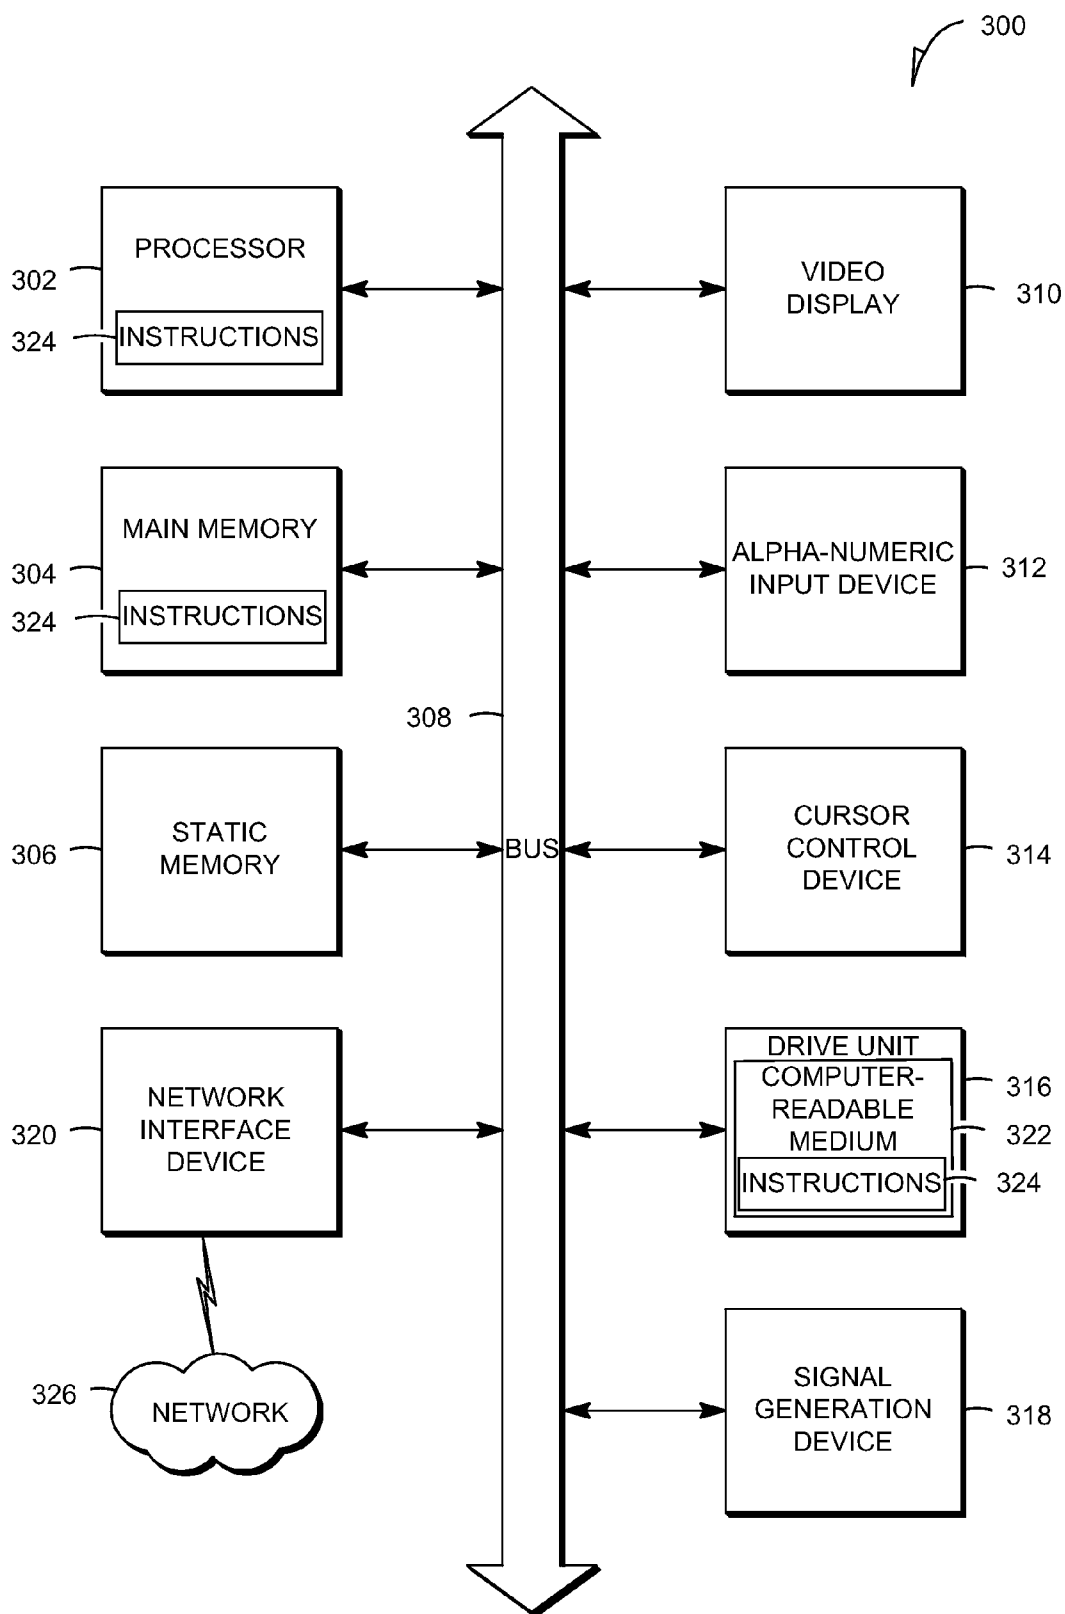 300
PROCESSOR
302
324
INSTRUCTIONS
VIDEO
DISPLAY
310
MAIN MEMORY
304
324
INSTRUCTIONS
ALPHA-NUMERIC
INPUT DEVICE
312
308
STATIC
MEMORY
306
BUS
CURSOR
CONTROL
DEVICE
314
NETWORK
INTERFACE
DEVICE
320
DRIVE UNIT
COMPUTER-
READABLE
MEDIUM
INSTRUCTIONS
316
322
324
326
NETWORK
SIGNAL
GENERATION
DEVICE
318